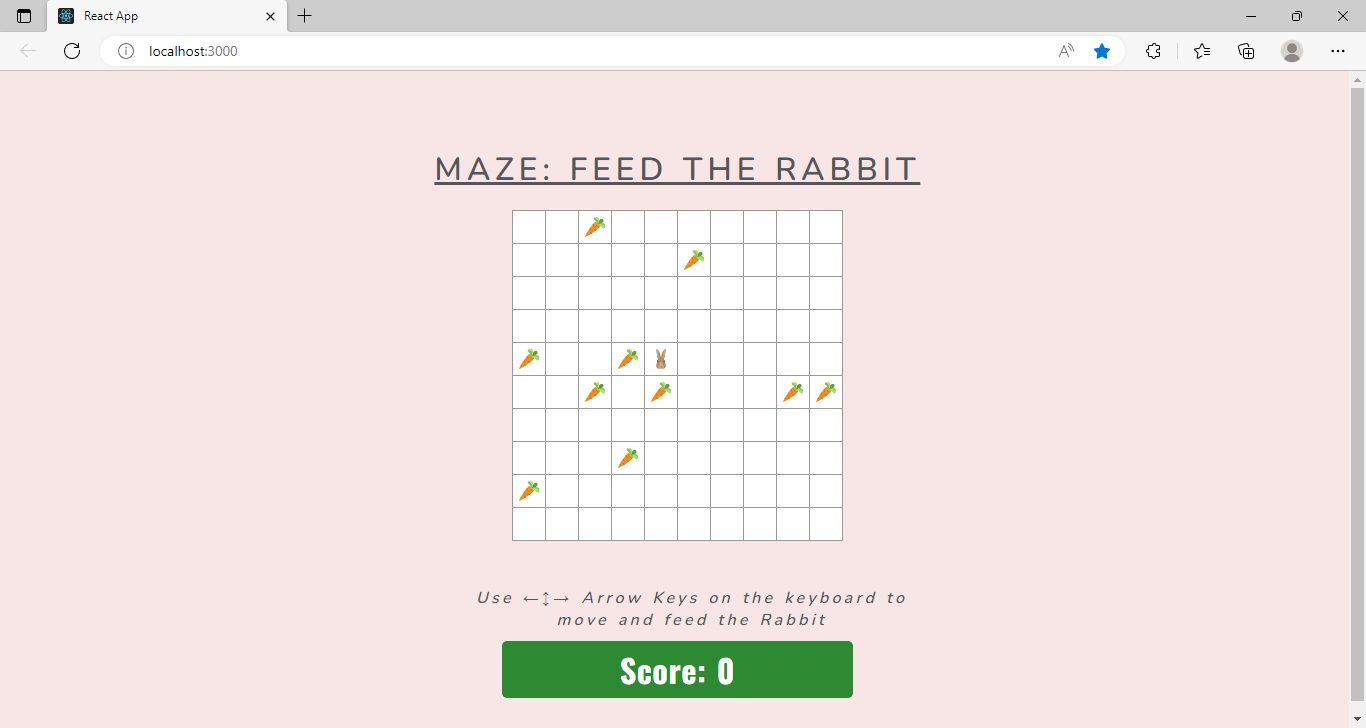 React App
localhost:3000
MAZE: FEED THE RABBIT
Use ←↕→ Arrow Keys on the keyboard to
move and feed the Rabbit
Score: 0